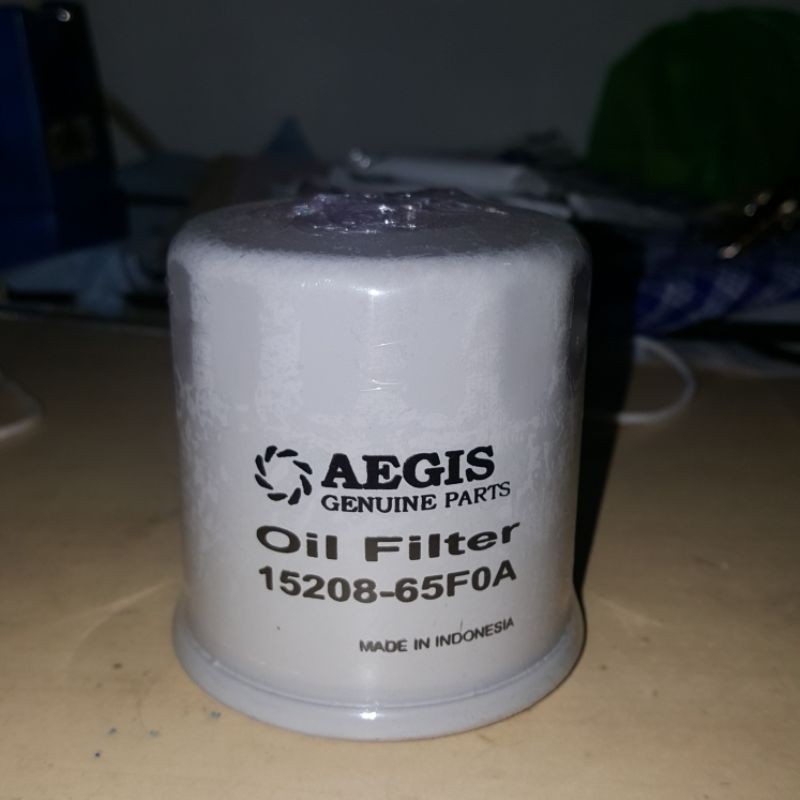 AEGIS
GENUINE PARTS
Oil Filter
15208-65F0A
MADE IN INDONESIA